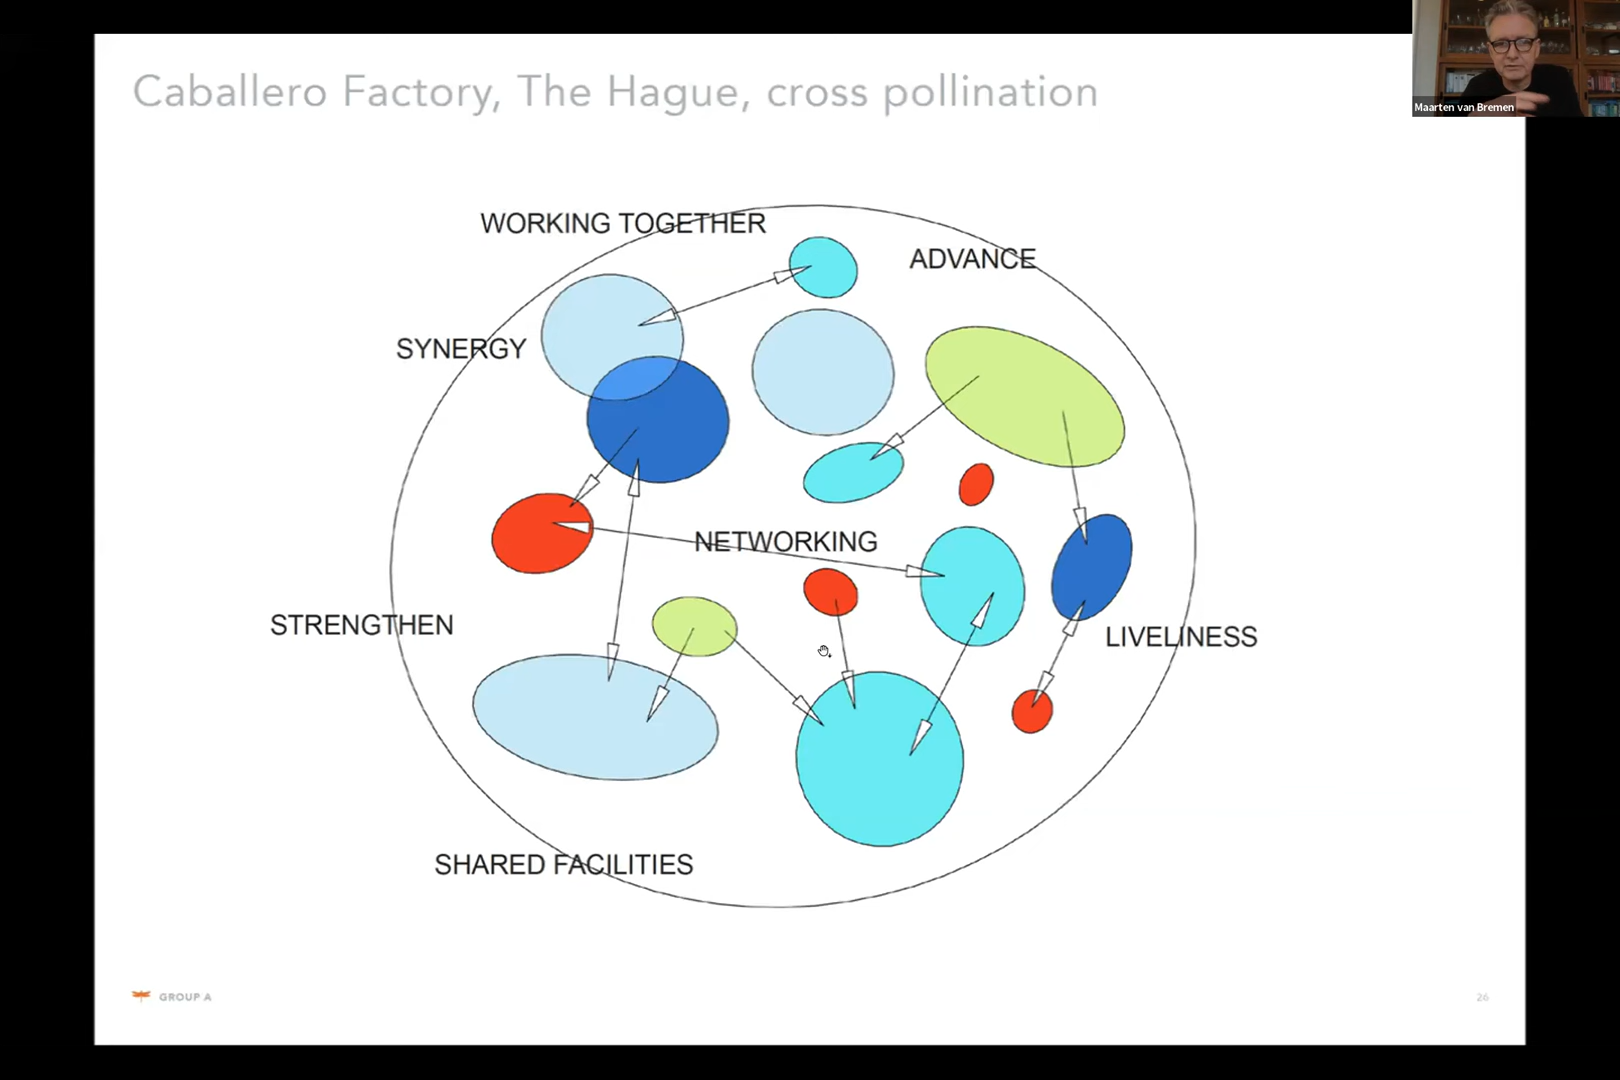 Maarten van Bremen
Caballero Factory, The Hague, cross pollination
WORKING TOGETHER
ADVANCE
SYNERGY
NETWORKING
STRENGTHEN
LIVELINESS
SHARED FACILITIES
GROUP A
26